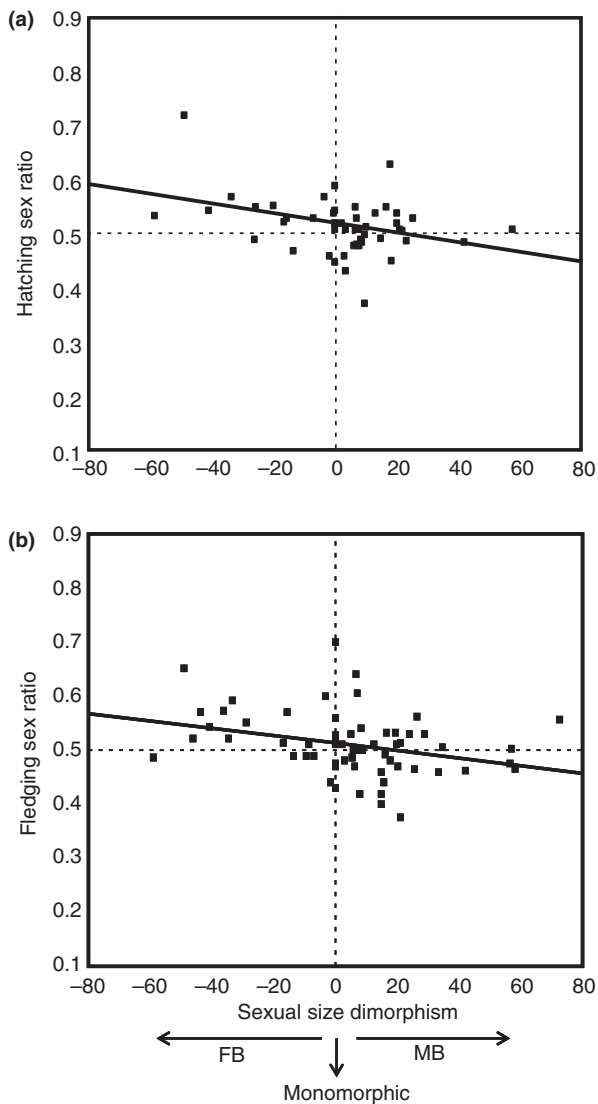 (a)
Hatching sex ratio
0.9
0.8
0.7
0.6
0.5
0.4
0.3
0.2
0.1
–80 –60 –40 –20 0 20 40 60 80
(b)
Fledging sex ratio
0.9
0.8
0.7
0.6
0.5
0.4
0.3
0.2
0.1
–80 –60 –40 –20 0 20 40 60 80
Sexual size dimorphism
FB MB
Monomorphic